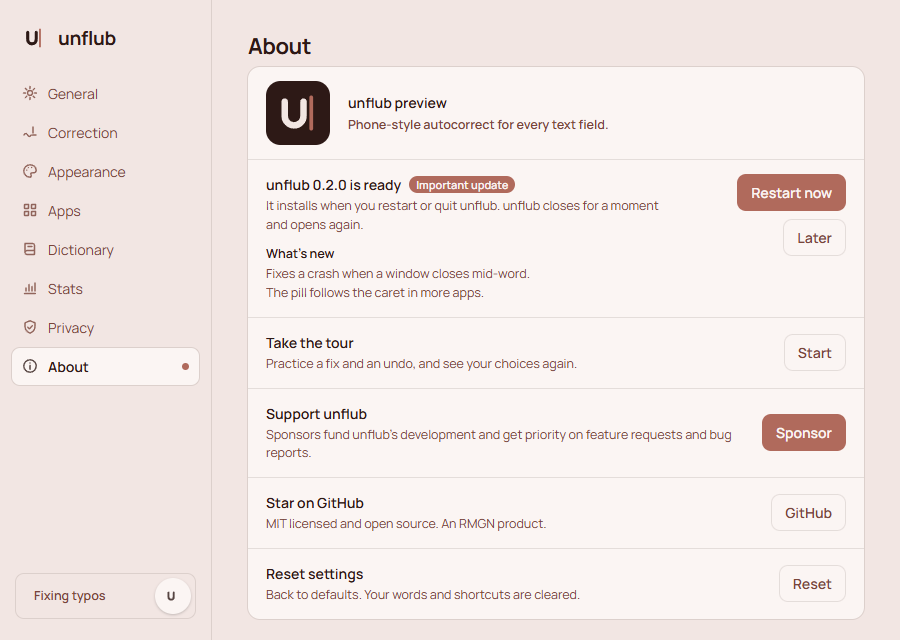 U
unflub
General
Correction
Appearance
Apps
Dictionary
Stats
Privacy
About
Fixing typos
U
About
U
unflub preview
Phone-style autocorrect for every text field.
unflub 0.2.0 is ready Important update
It installs when you restart or quit unflub. unflub closes for a moment
and opens again.
What's new
Fixes a crash when a window closes mid-word.
The pill follows the caret in more apps.
Restart now
Later
Take the tour
Practice a fix and an undo, and see your choices again.
Start
Support unflub
Sponsors fund unflub's development and get priority on feature requests and bug
reports.
Sponsor
Star on GitHub
MIT licensed and open source. An RMGN product.
GitHub
Reset settings
Back to defaults. Your words and shortcuts are cleared.
Reset